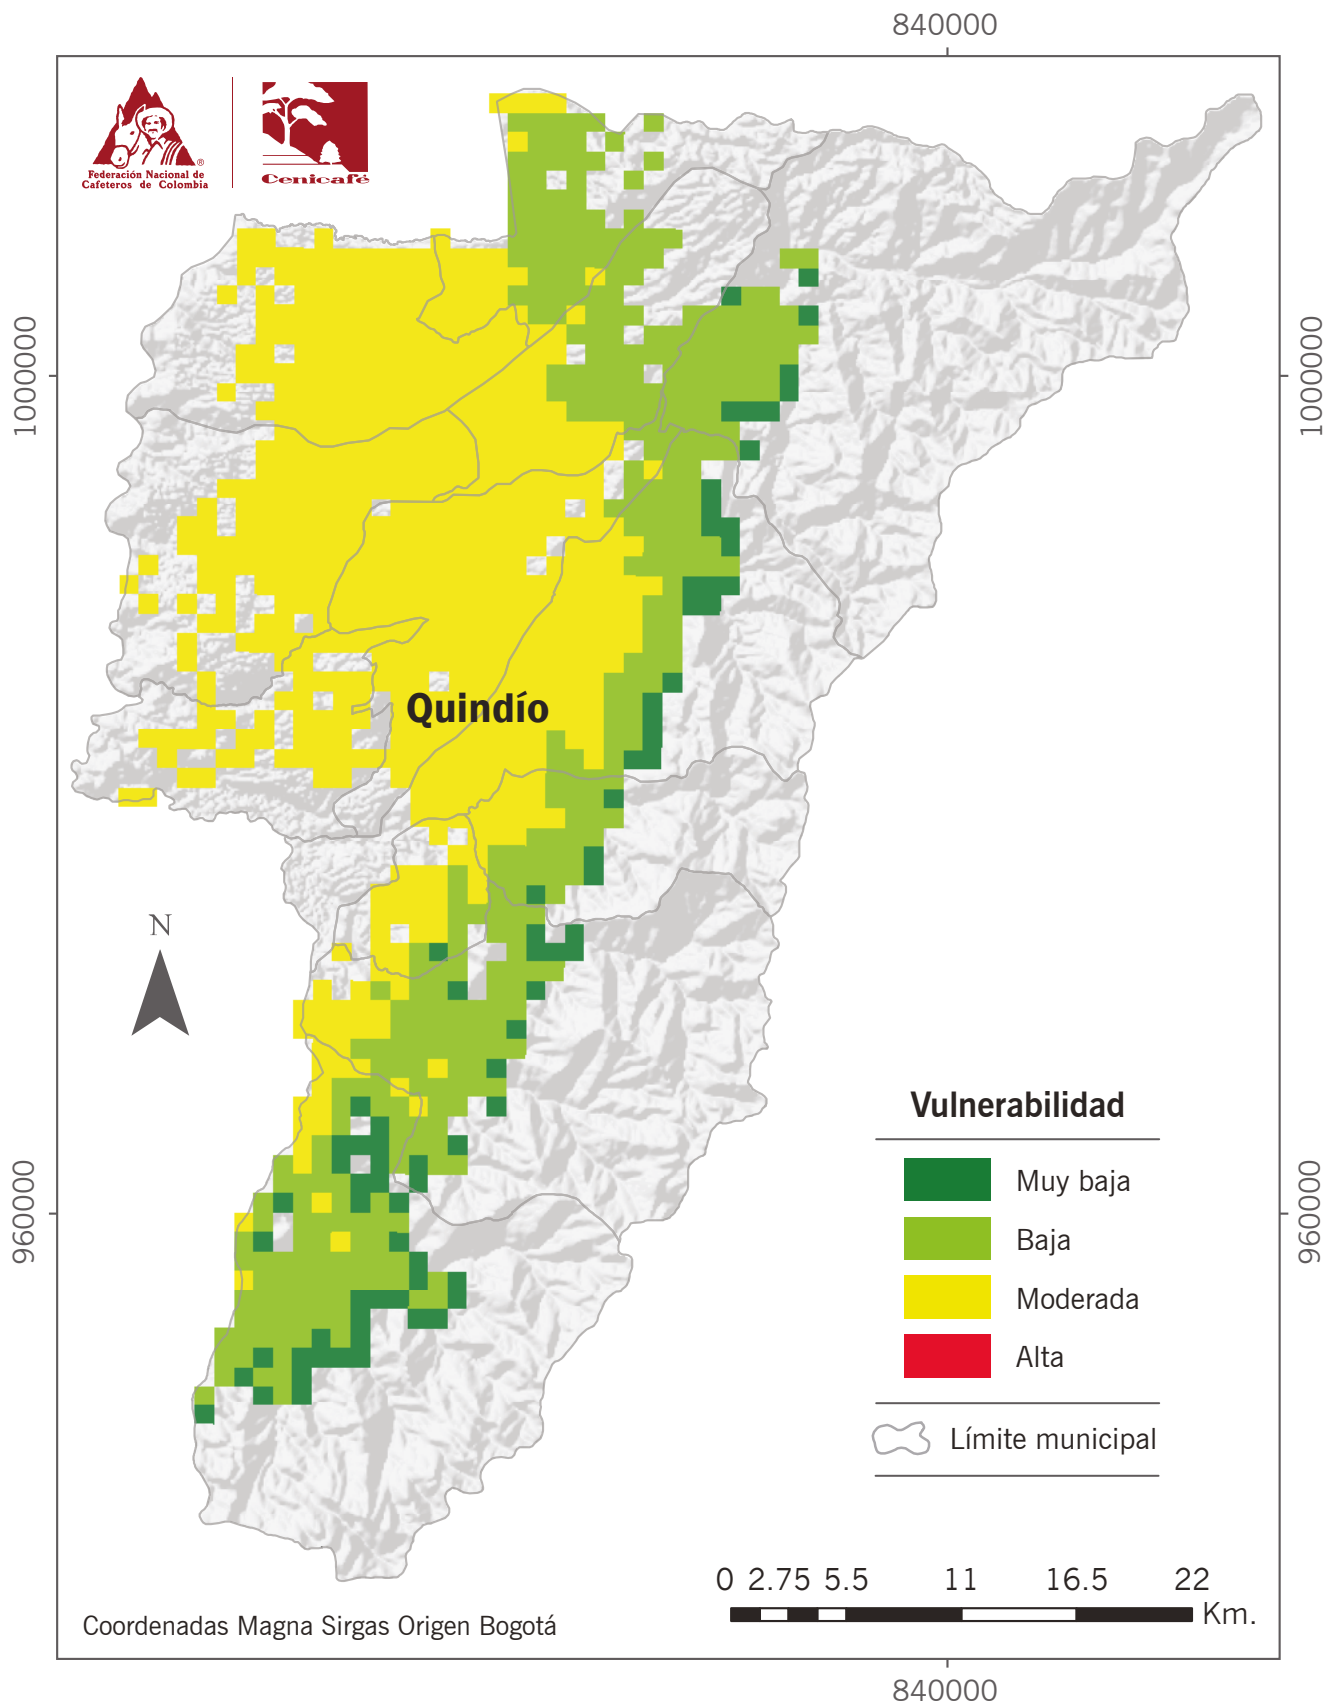 840000
Federación Nacional de
Cafeteros de Colombia
®
Cenicafé
1000000
1000000
Quindío
N
Vulnerabilidad
Muy baja
Baja
Moderada
Alta
Límite municipal
960000
960000
0 2.75 5.5 11 16.5 22
Km.
Coordenadas Magna Sirgas Origen Bogotá
840000